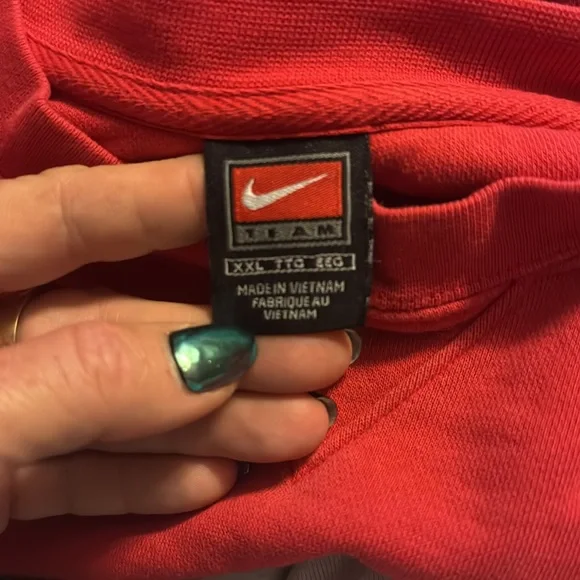 TEAM
XXL TTG EEG
MADE IN VIETNAM
FABRIQUE AU
VIETNAM